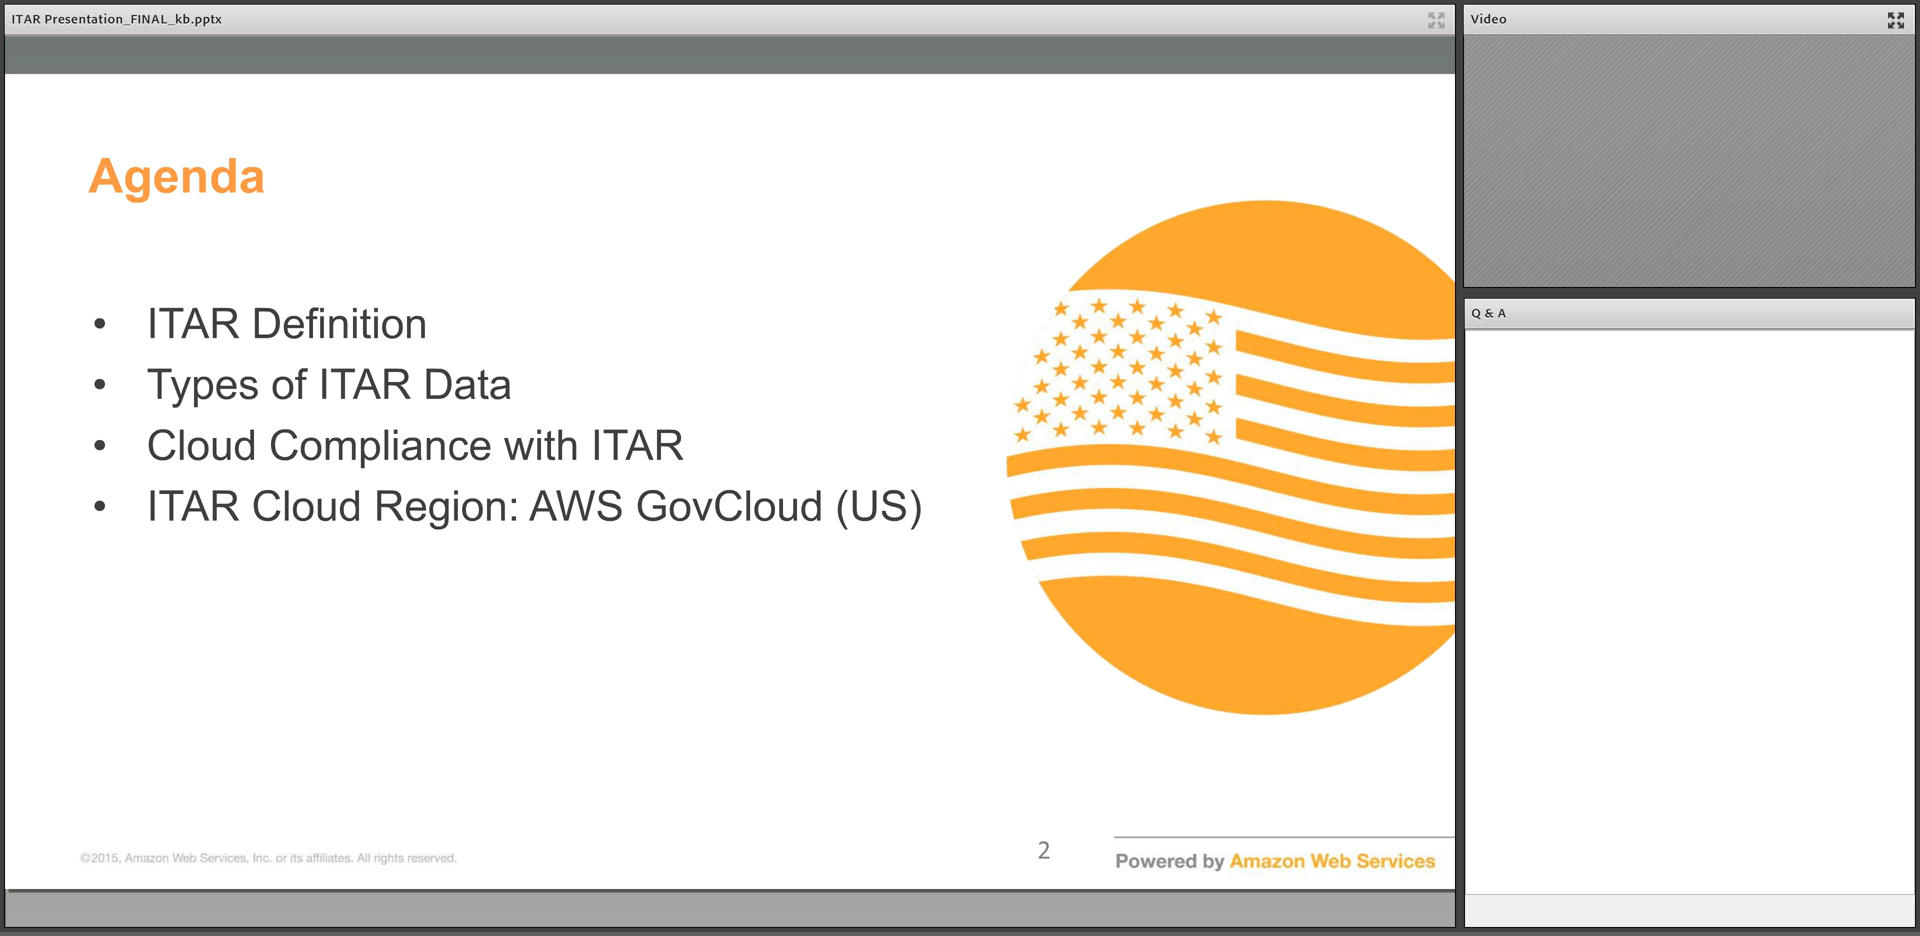 ITAR Presentation_FINAL_kb.pptx
Video
Q & A
Agenda
• ITAR Definition
• Types of ITAR Data
• Cloud Compliance with ITAR
• ITAR Cloud Region: AWS GovCloud (US)
©2015, Amazon Web Services, Inc. or its affiliates. All rights reserved.
2
Powered by Amazon Web Services